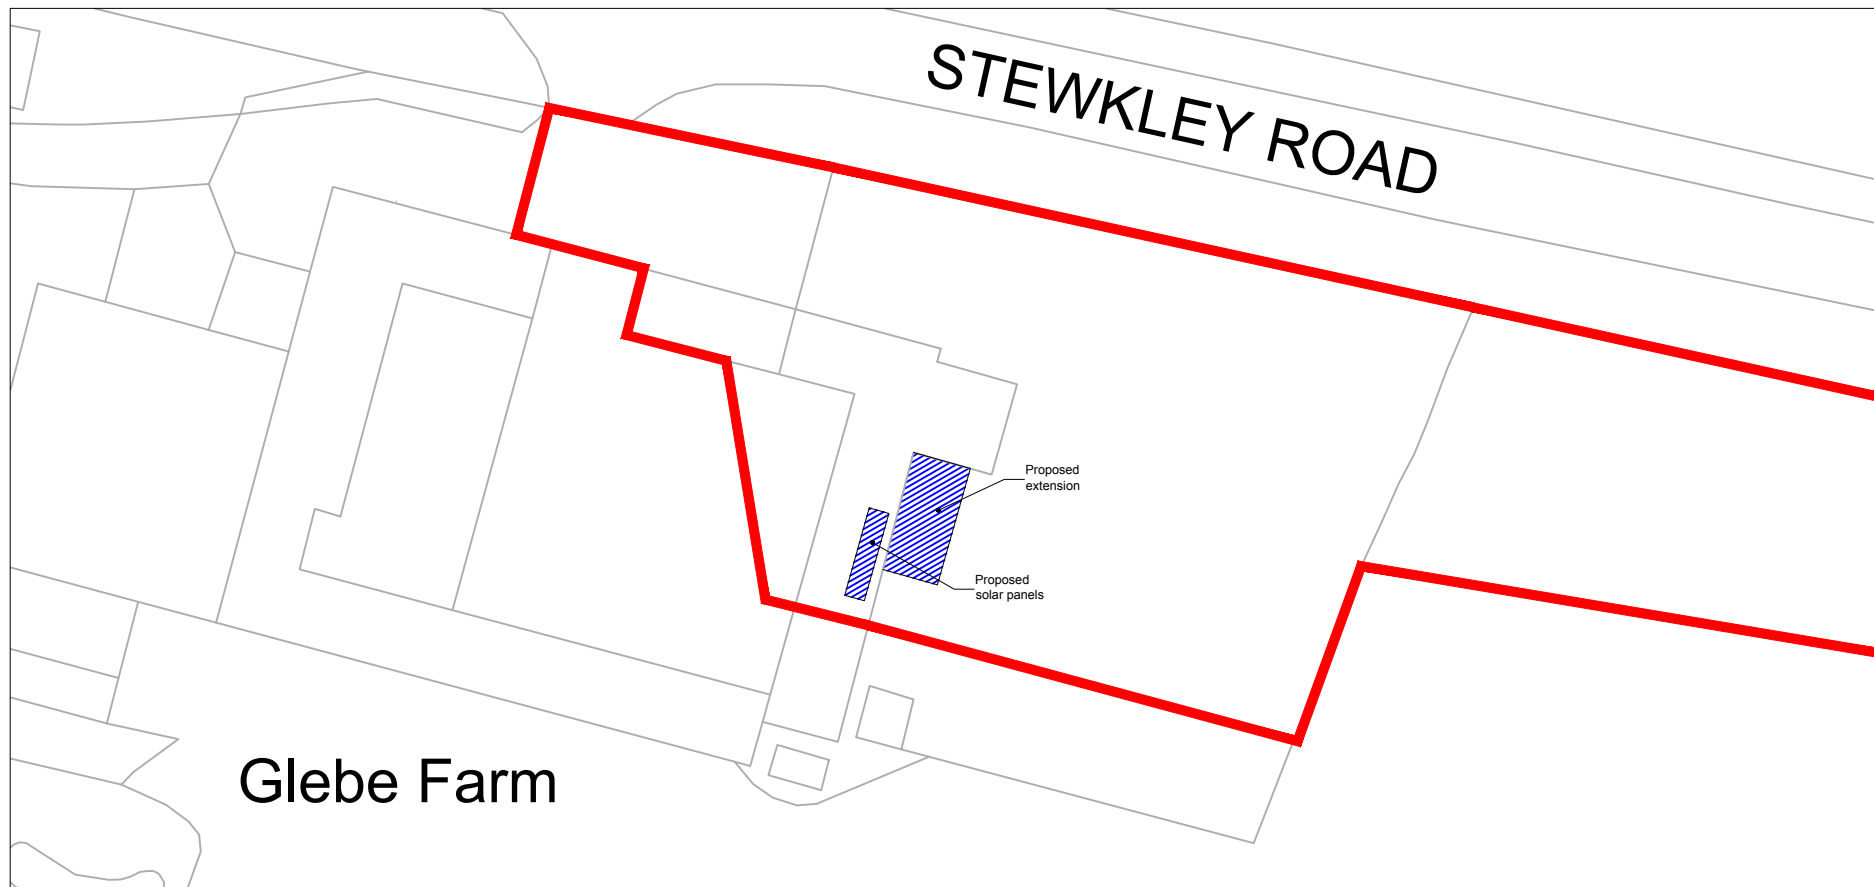 STEWKLEY ROAD
Proposed
extension
Proposed
solar panels
Glebe Farm